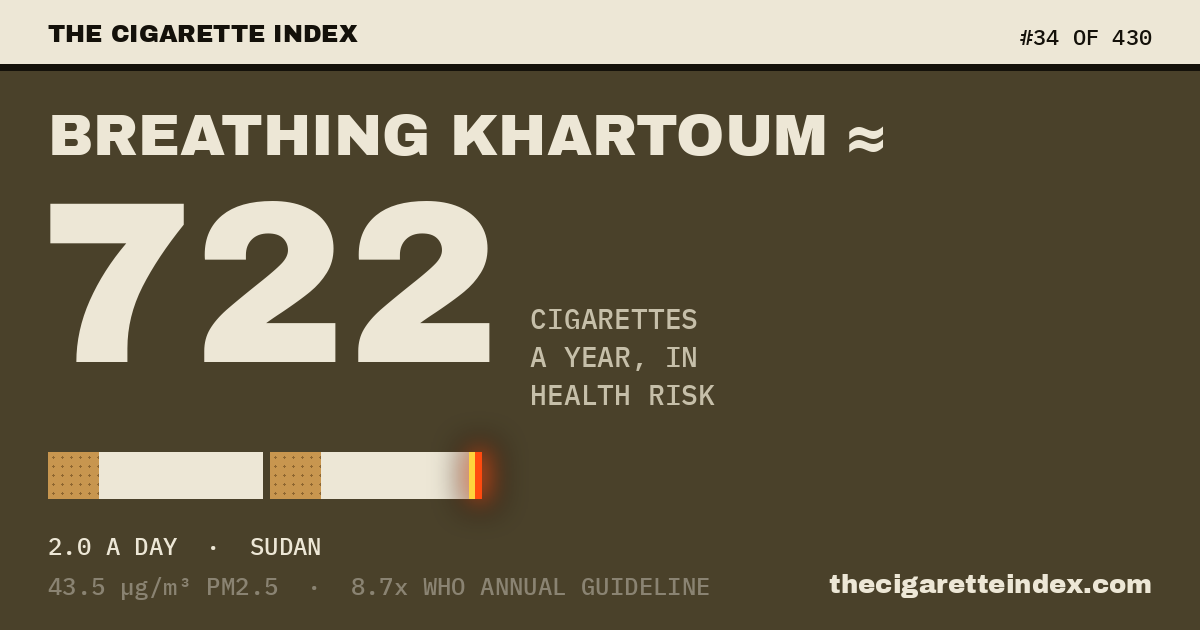 THE CIGARETTE INDEX
#34 OF 430
BREATHING KHARTOUM ≈
722
CIGARETTES
A YEAR, IN
HEALTH RISK
2.0 A DAY · SUDAN
43.5 µg/m³ PM2.5 · 8.7x WHO ANNUAL GUIDELINE
thecigaretteindex.com